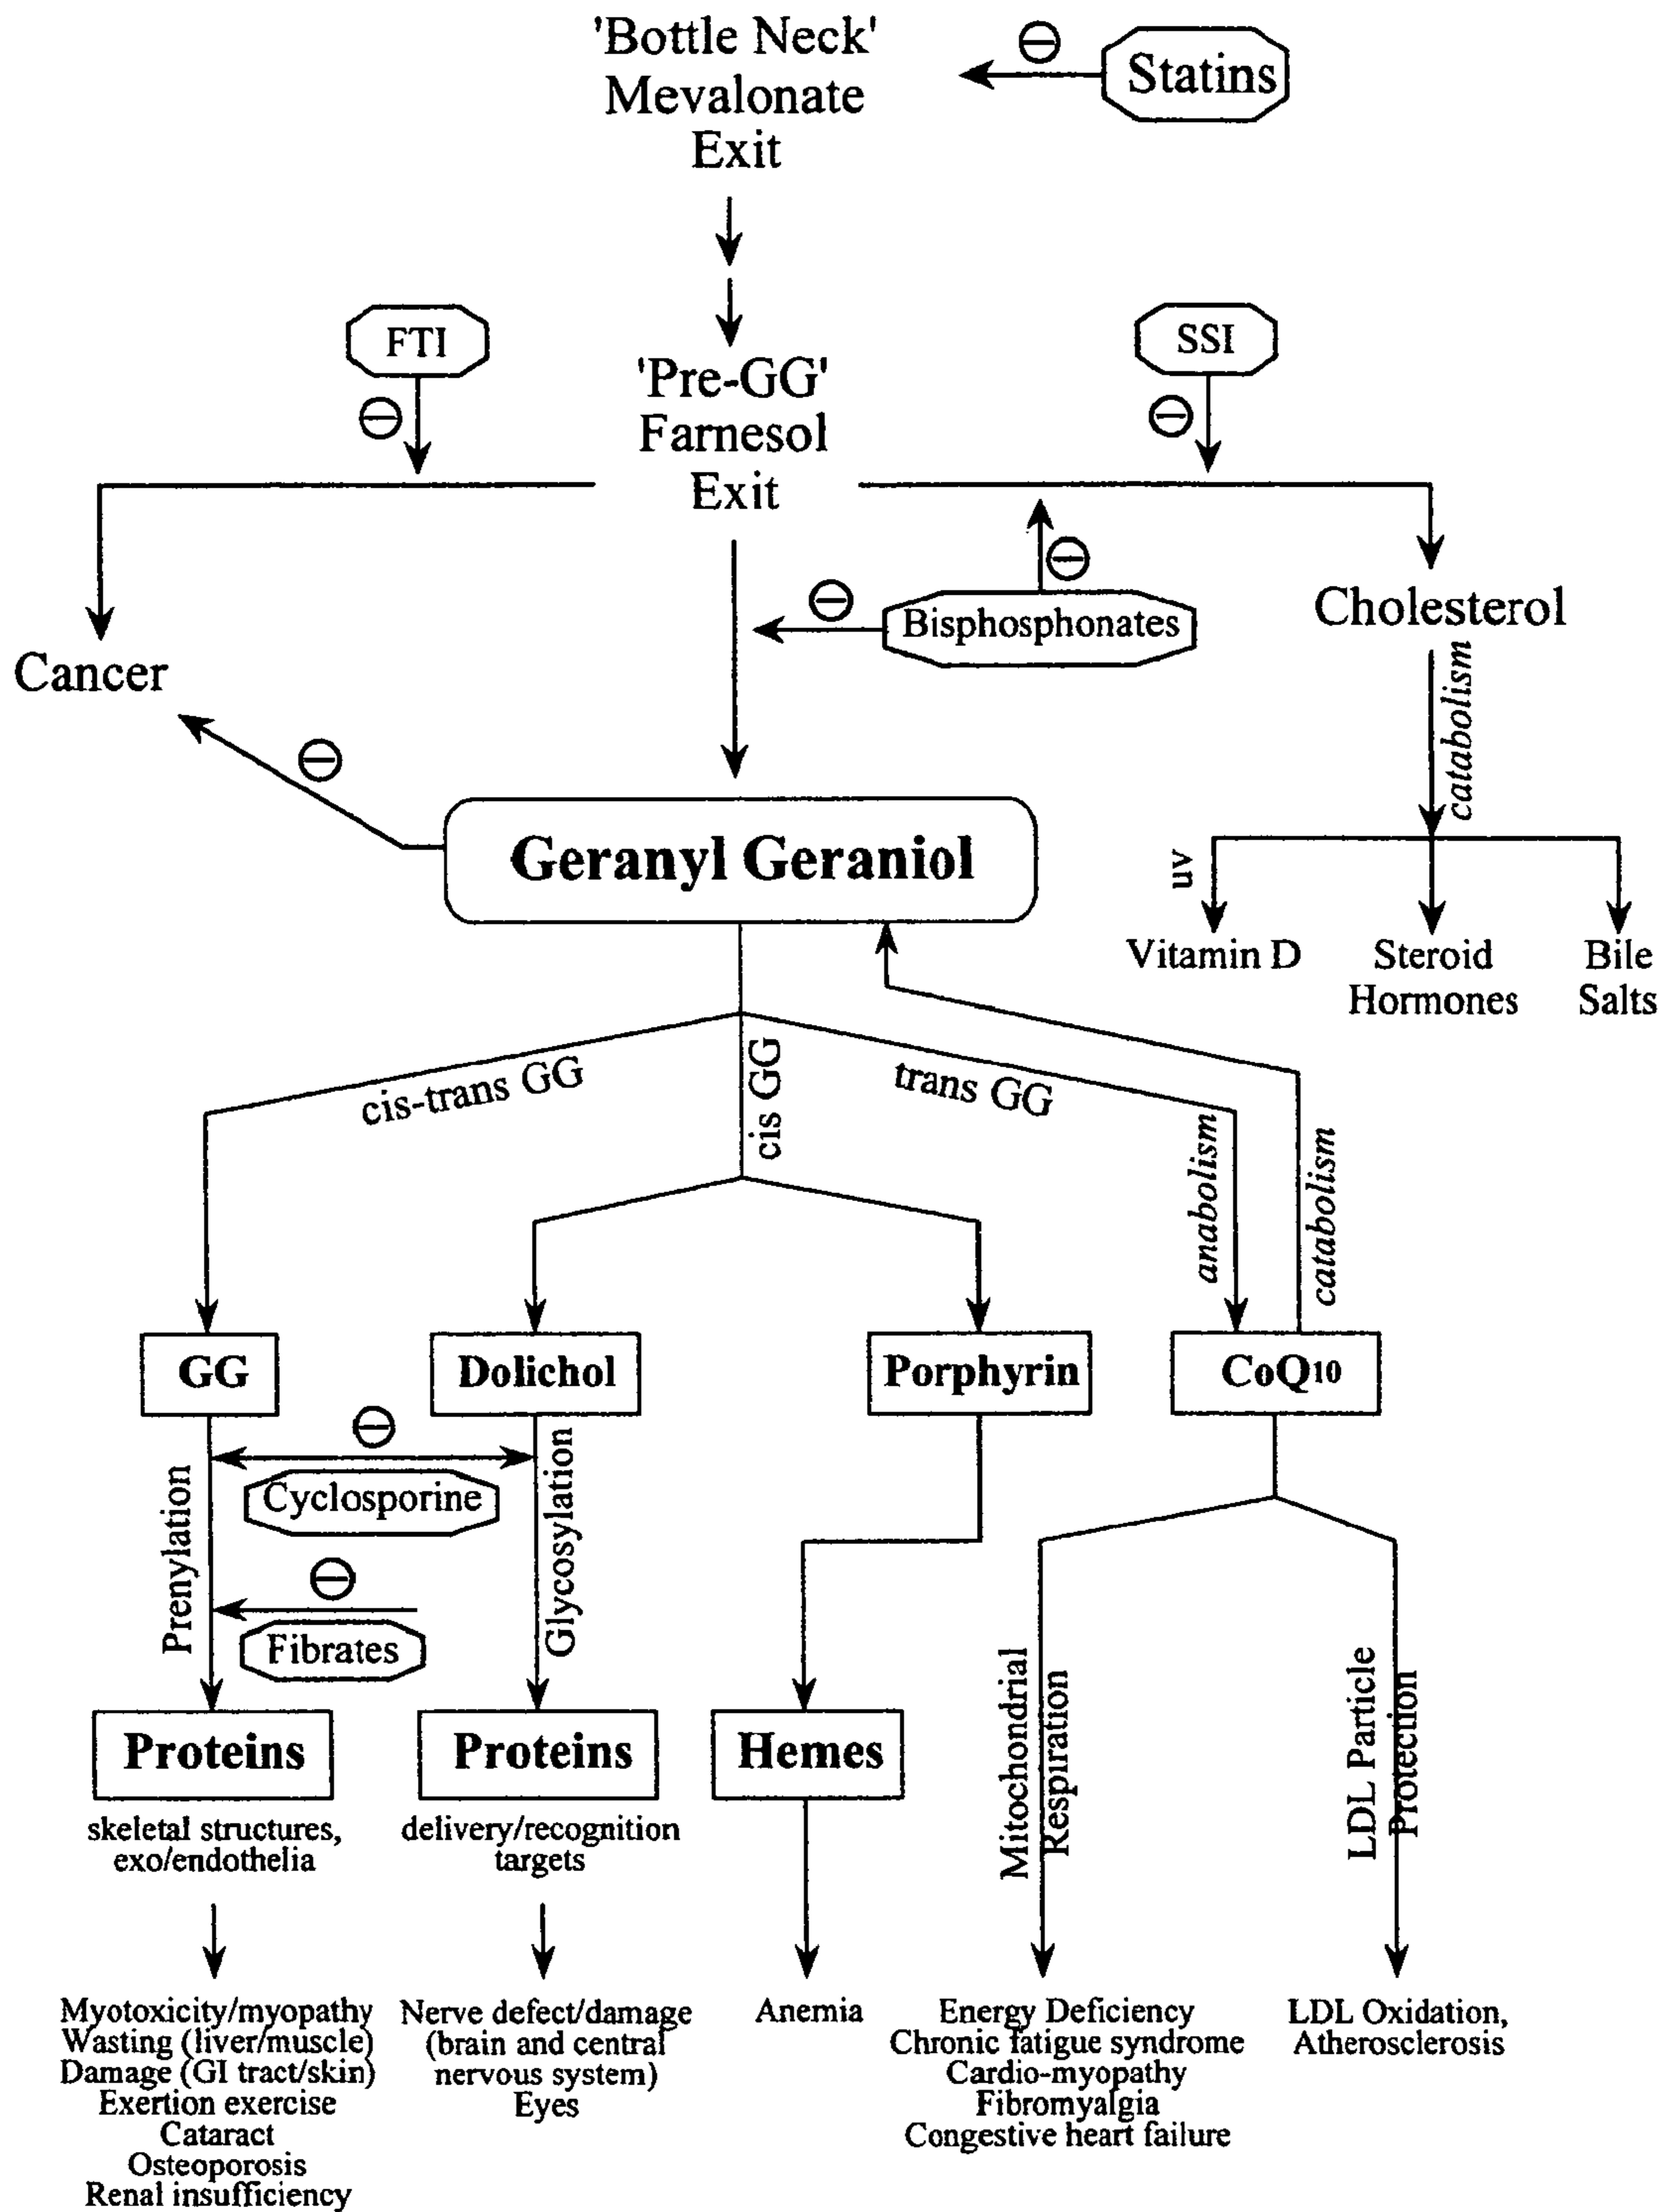 'Bottle Neck'
Mevalonate
Exit
Statins
FTI
SSI
'Pre-GG'
Farnesol
Exit
Bisphosphonates
Cholesterol
Cancer
catabolism
Geranyl Geraniol
uv
Vitamin D
Steroid
Hormones
Bile
Salts
cis-trans GG
cis GG
trans GG
anabolism
catabolism
GG
Dolichol
Porphyrin
CoQ10
Prenylation
Cyclosporine
Glycosylation
Fibrates
Mitochondrial
Respiration
LDL Particle
Protection
Proteins
Proteins
Hemes
skeletal structures,
exo/endothelia
delivery/recognition
targets
Myotoxicity/myopathy
Wasting (liver/muscle)
Damage (GI tract/skin)
Exertion exercise
Cataract
Osteoporosis
Renal insufficiency
Nerve defect/damage
(brain and central
nervous system)
Eyes
Anemia
Energy Deficiency
Chronic fatigue syndrome
Cardio-myopathy
Fibromyalgia
Congestive heart failure
LDL Oxidation,
Atherosclerosis